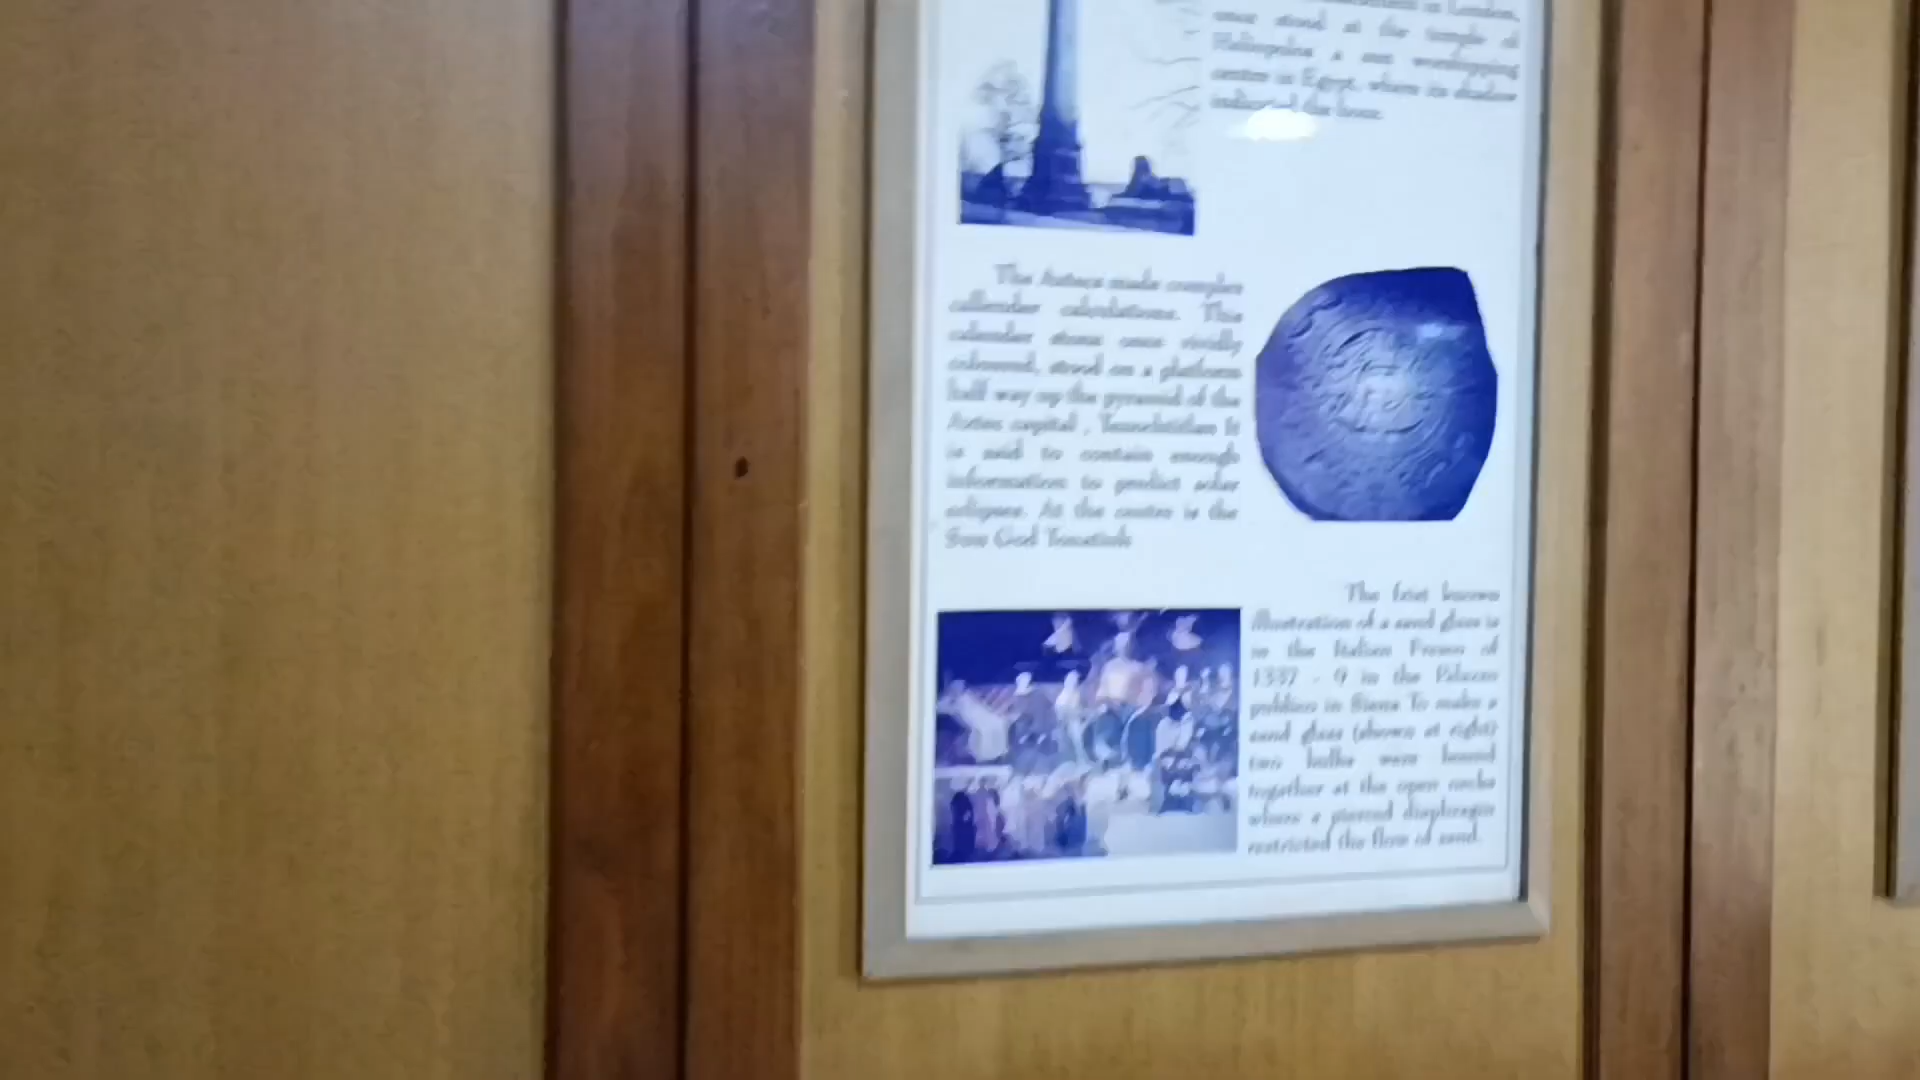 in London,
once stood at the temple of
Heliopolis a sun worshipping
centre in Egypt, where its shadow
indicated the hour.
The Aztecs made complex
callender calculations. This
calender stone once vividly
coloured, stood on a platform
half way up the pyramid of the
Aztec capital , Tenochtitlan It
is said to contain enough
information to predict solar
eclipses. At the centre is the
Sun God Tonatiuh
The first known
illustration of a sand glass is
in the Italian Fresco of
1337 - 9 in the Palazzo
publico in Siena To make a
sand glass (shown at right)
two bulbs were bound
together at the open necks
where a pierced diaphragm
restricted the flow of sand.